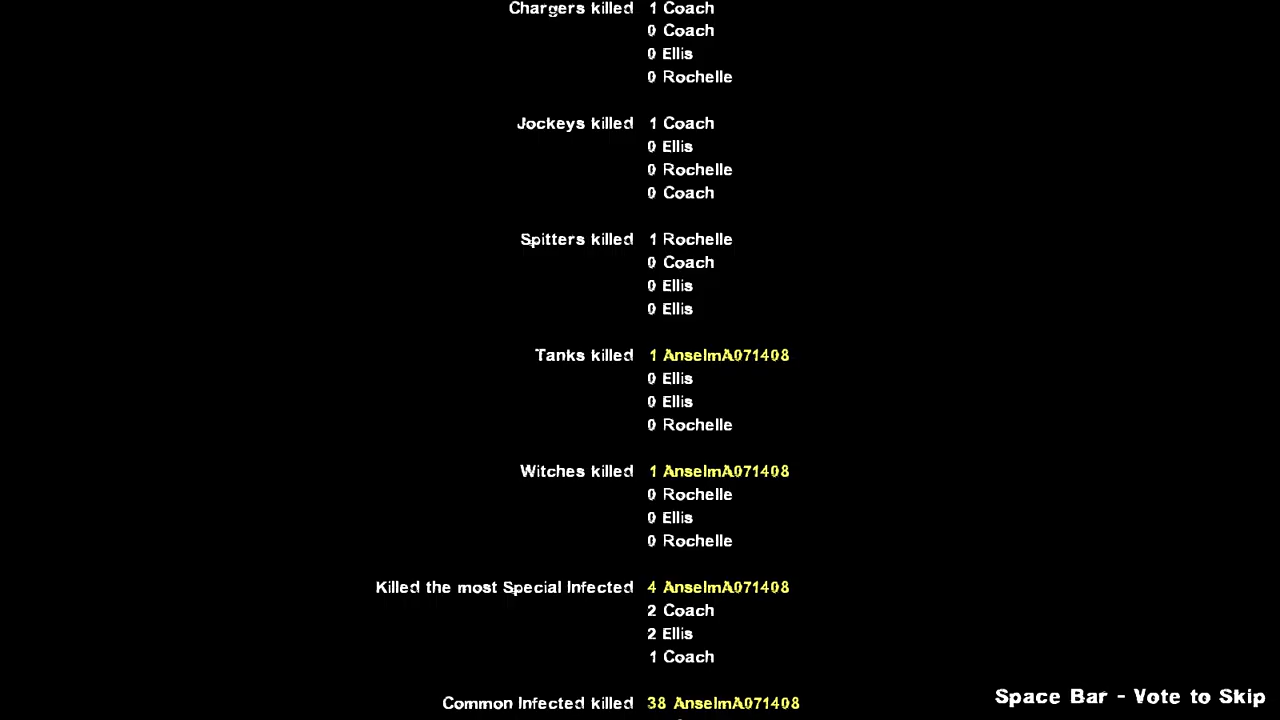 Chargers killed 1 Coach
0 Coach
0 Ellis
0 Rochelle
Jockeys killed 1 Coach
0 Ellis
0 Rochelle
0 Coach
Spitters killed 1 Rochelle
0 Coach
0 Ellis
0 Ellis
Tanks killed 1 AnselmA071408
0 Ellis
0 Ellis
0 Rochelle
Witches killed 1 AnselmA071408
0 Rochelle
0 Ellis
0 Rochelle
Killed the most Special Infected 4 AnselmA071408
2 Coach
2 Ellis
1 Coach
Common Infected killed 38 AnselmA071408
Space Bar - Vote to Skip